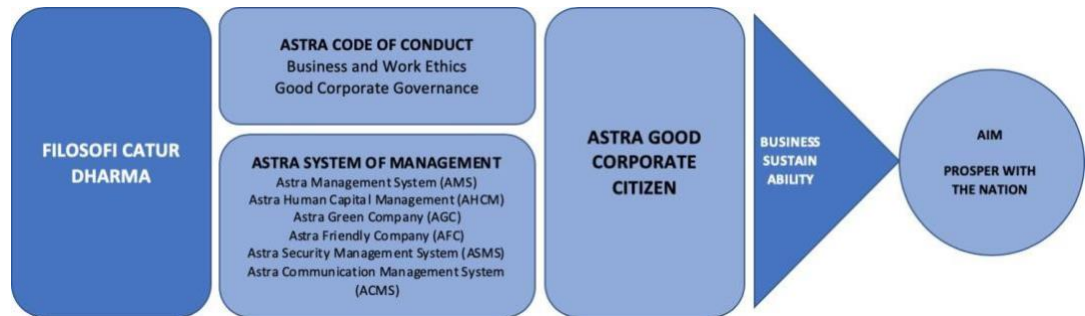 FILOSOFI CATUR
DHARMA
ASTRA CODE OF CONDUCT
Business and Work Ethics
Good Corporate Governance
ASTRA SYSTEM OF MANAGEMENT
Astra Management System (AMS)
Astra Human Capital Management (AHCM)
Astra Green Company (AGC)
Astra Friendly Company (AFC)
Astra Security Management System (ASMS)
Astra Communication Management System
(ACMS)
ASTRA GOOD
CORPORATE
CITIZEN
BUSINESS
SUSTAIN
ABILITY
AIM
PROSPER WITH
THE NATION